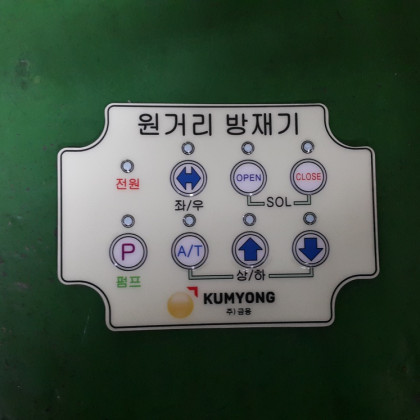 원거리 방재기
전원
좌/우
OPEN
CLOSE
SOL
P
펌프
A/T
상/하
KUMYONG
주)금용